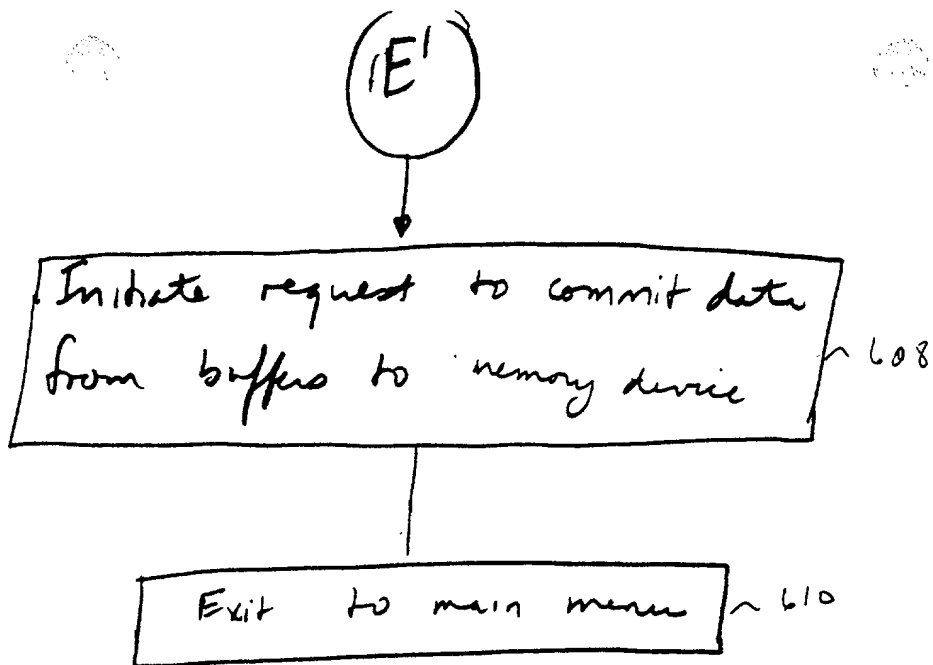 'E'
Initiate request to commit data
from buffers to memory device
608
Exit to main menu
610